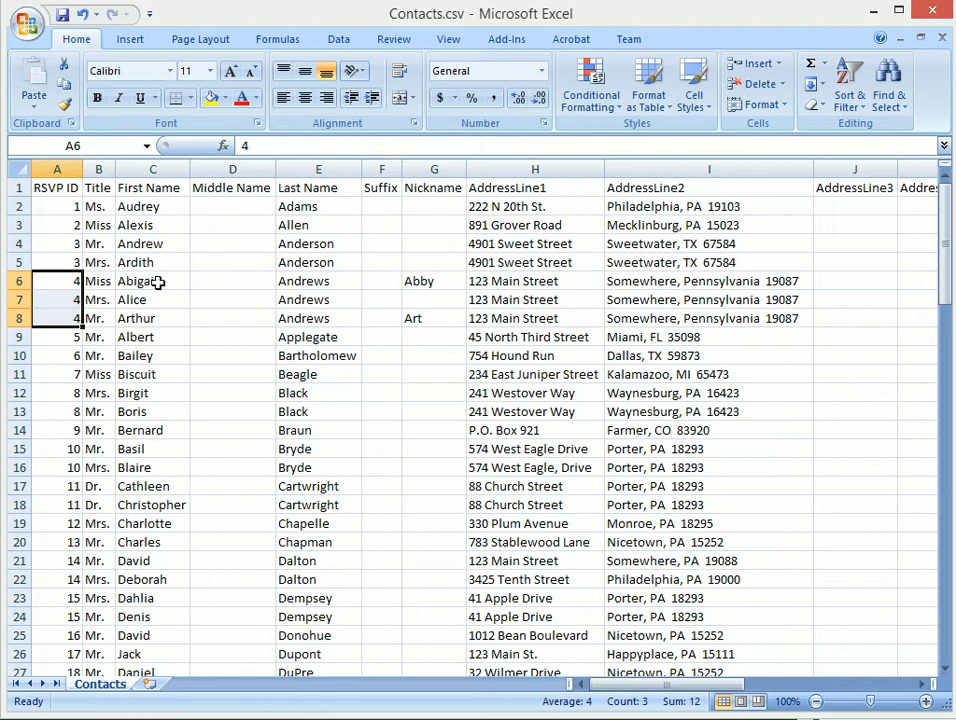 Contacts.csv - Microsoft Excel
Home Insert Page Layout Formulas Data Review View Add-Ins Acrobat Team
Paste Calibri 11 General Conditional Formatting Format as Table Cell Styles Insert Delete Format Sort & Filter Find & Select
Clipboard Font Alignment Number Styles Cells Editing
A6 fx 4
A B C D E F G H I J
1 RSVP ID Title First Name Middle Name Last Name Suffix Nickname AddressLine1 AddressLine2 AddressLine3 Addre
2 1 Ms. Audrey Adams 222 N 20th St. Philadelphia, PA 19103
3 2 Miss Alexis Allen 891 Grover Road Mecklinburg, PA 15023
4 3 Mr. Andrew Anderson 4901 Sweet Street Sweetwater, TX 67584
5 3 Mrs. Ardith Anderson 4901 Sweet Street Sweetwater, TX 67584
6 4 Miss Abigai Andrews Abby 123 Main Street Somewhere, Pennsylvania 19087
7 4 Mrs. Alice Andrews 123 Main Street Somewhere, Pennsylvania 19087
8 4 Mr. Arthur Andrews Art 123 Main Street Somewhere, Pennsylvania 19087
9 5 Mr. Albert Applegate 45 North Third Street Miami, FL 35098
10 6 Mr. Bailey Bartholomew 754 Hound Run Dallas, TX 59873
11 7 Miss Biscuit Beagle 234 East Juniper Street Kalamazoo, MI 65473
12 8 Mrs. Birgit Black 241 Westover Way Waynesburg, PA 16423
13 8 Mr. Boris Black 241 Westover Way Waynesburg, PA 16423
14 9 Mr. Bernard Braun P.O. Box 921 Farmer, CO 83920
15 10 Mr. Basil Bryde 574 West Eagle Drive Porter, PA 18293
16 10 Mrs. Blaire Bryde 574 West Eagle, Drive Porter, PA 18293
17 11 Dr. Cathleen Cartwright 88 Church Street Porter, PA 18293
18 11 Dr. Christopher Cartwright 88 Church Street Porter, PA 18293
19 12 Mrs. Charlotte Chapelle 330 Plum Avenue Monroe, PA 18295
20 13 Mr. Charles Chapman 783 Stablewood Lane Nicetown, PA 15252
21 14 Mr. David Dalton 123 Main Street Somewhere, PA 19088
22 14 Mrs. Deborah Dalton 3425 Tenth Street Philadelphia, PA 19000
23 15 Mrs. Dahlia Dempsey 41 Apple Drive Porter, PA 18293
24 15 Mr. Denis Dempsey 41 Apple Drive Porter, PA 18293
25 16 Mr. David Donohue 1012 Bean Boulevard Nicetown, PA 15252
26 17 Mr. Jack Dupont 123 Main St. Happyplace, PA 15111
27 18 Mr. Daniel DuPre 32 Wilmer Drive Nicetown, PA 15252
Contacts
Ready Average: 4 Count: 3 Sum: 12 100%